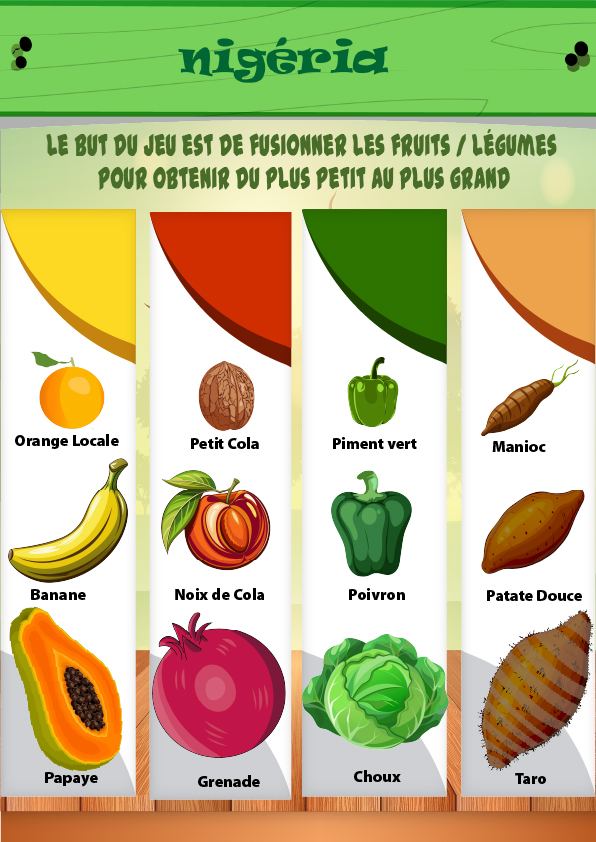 nigéria
LE BUT DU JEU EST DE FUSIONNER LES FRUITS / LÉGUMES
POUR OBTENIR DU PLUS PETIT AU PLUS GRAND
Orange Locale
Petit Cola
Piment vert
Manioc
Banane
Noix de Cola
Poivron
Patate Douce
Papaye
Grenade
Choux
Taro